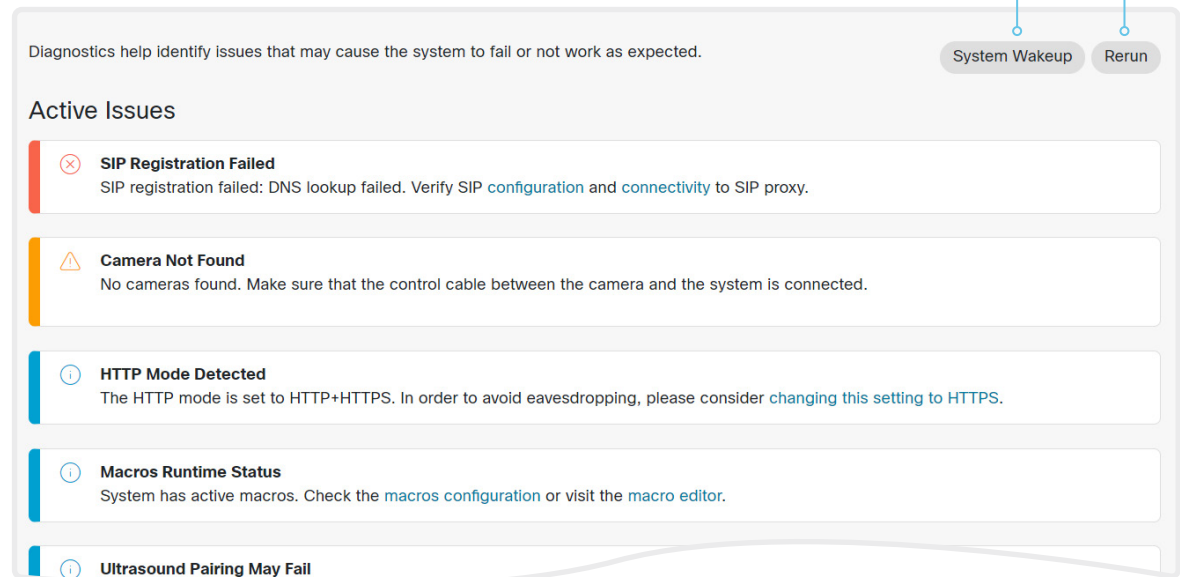 Diagnostics help identify issues that may cause the system to fail or not work as expected.
System Wakeup
Rerun
Active Issues
SIP Registration Failed
SIP registration failed: DNS lookup failed. Verify SIP configuration and connectivity to SIP proxy.
Camera Not Found
No cameras found. Make sure that the control cable between the camera and the system is connected.
HTTP Mode Detected
The HTTP mode is set to HTTP+HTTPS. In order to avoid eavesdropping, please consider changing this setting to HTTPS.
Macros Runtime Status
System has active macros. Check the macros configuration or visit the macro editor.
Ultrasound Pairing May Fail